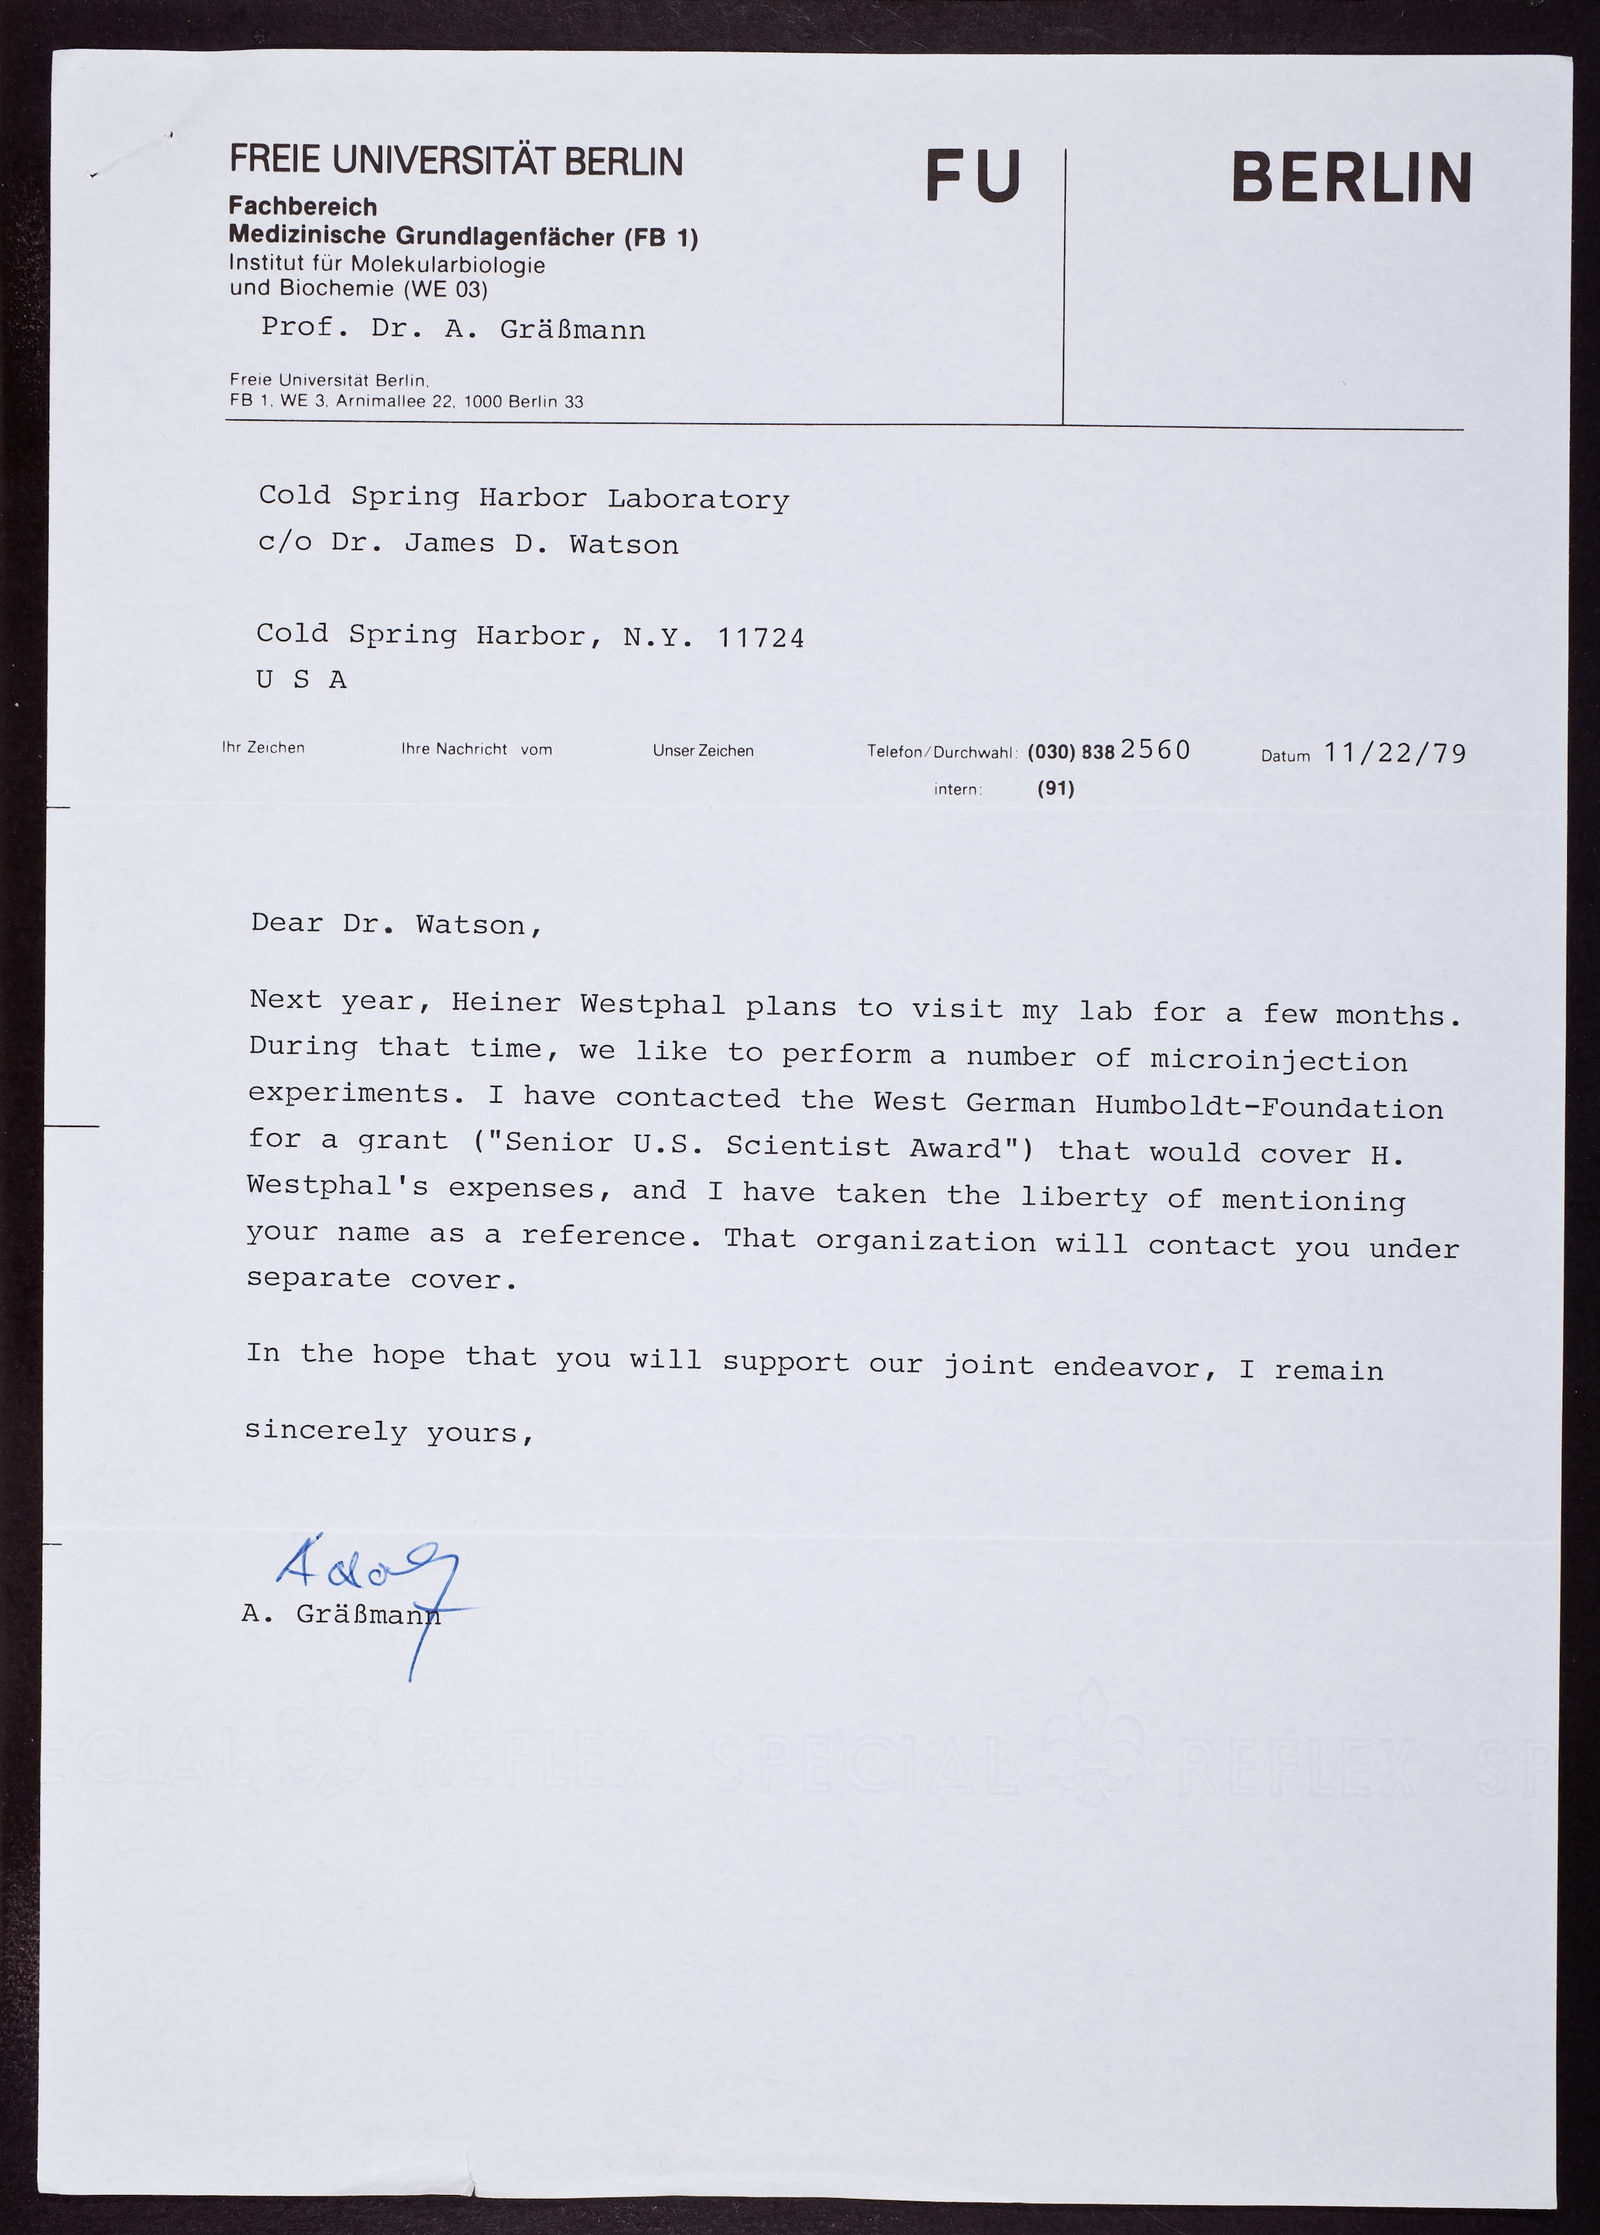 FREIE UNIVERSITÄT BERLIN
FU BERLIN
Fachbereich
Medizinische Grundlagenfächer (FB 1)
Institut für Molekularbiologie
und Biochemie (WE 03)
Prof. Dr. A. Gräßmann
Freie Universität Berlin,
FB 1, WE 3, Arnimallee 22, 1000 Berlin 33
Cold Spring Harbor Laboratory
c/o Dr. James D. Watson
Cold Spring Harbor, N.Y. 11724
U S A
Ihr Zeichen Ihre Nachricht vom Unser Zeichen Telefon/Durchwahl: (030) 838 2560 Datum 11/22/79
intern: (91)
Dear Dr. Watson,
Next year, Heiner Westphal plans to visit my lab for a few months.
During that time, we like to perform a number of microinjection
experiments. I have contacted the West German Humboldt-Foundation
for a grant ("Senior U.S. Scientist Award") that would cover H.
Westphal's expenses, and I have taken the liberty of mentioning
your name as a reference. That organization will contact you under
separate cover.
In the hope that you will support our joint endeavor, I remain
sincerely yours,
Adolf
A. Gräßmann
ECIAL REFLEX SPECIAL REFLEX SP